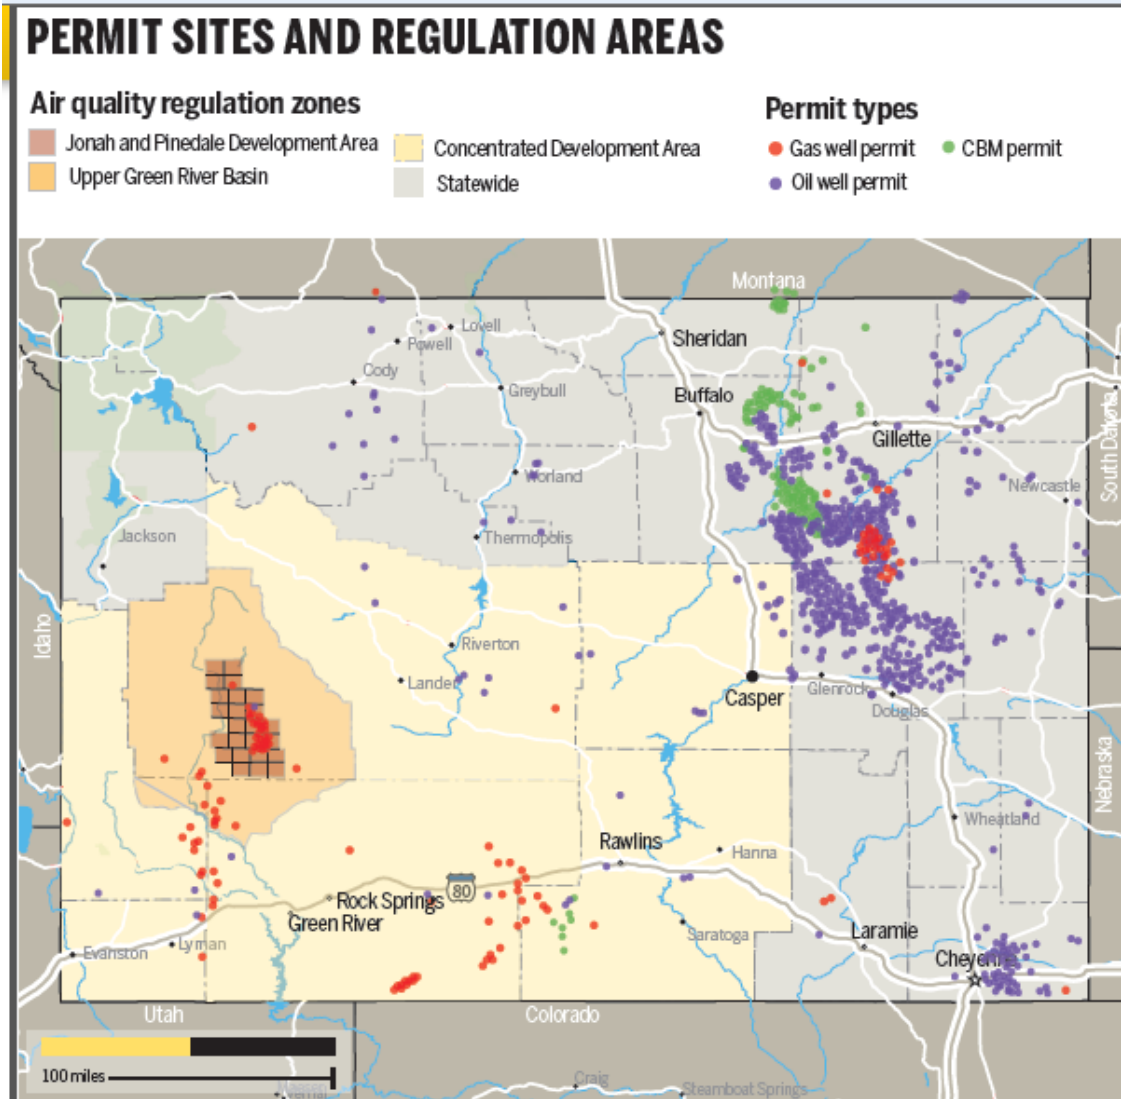 PERMIT SITES AND REGULATION AREAS
Air quality regulation zones
Jonah and Pinedale Development Area
Upper Green River Basin
Concentrated Development Area
Statewide
Permit types
Gas well permit
CBM permit
Oil well permit
Montana
Lovell
Sheridan
Powell
Cody
Greybull
Buffalo
South Dakota
Gillette
Worland
Newcastle
Jackson
Thermopolis
Idaho
Riverton
Lander
Casper
Glenrock
Douglas
Nebraska
Wheatland
Rawlins
Hanna
80
Rock Springs
Green River
Saratoga
Laramie
Lyman
Evanston
Cheyenne
Utah
Colorado
100 miles
Craig
Vernal
Steamboat Springs